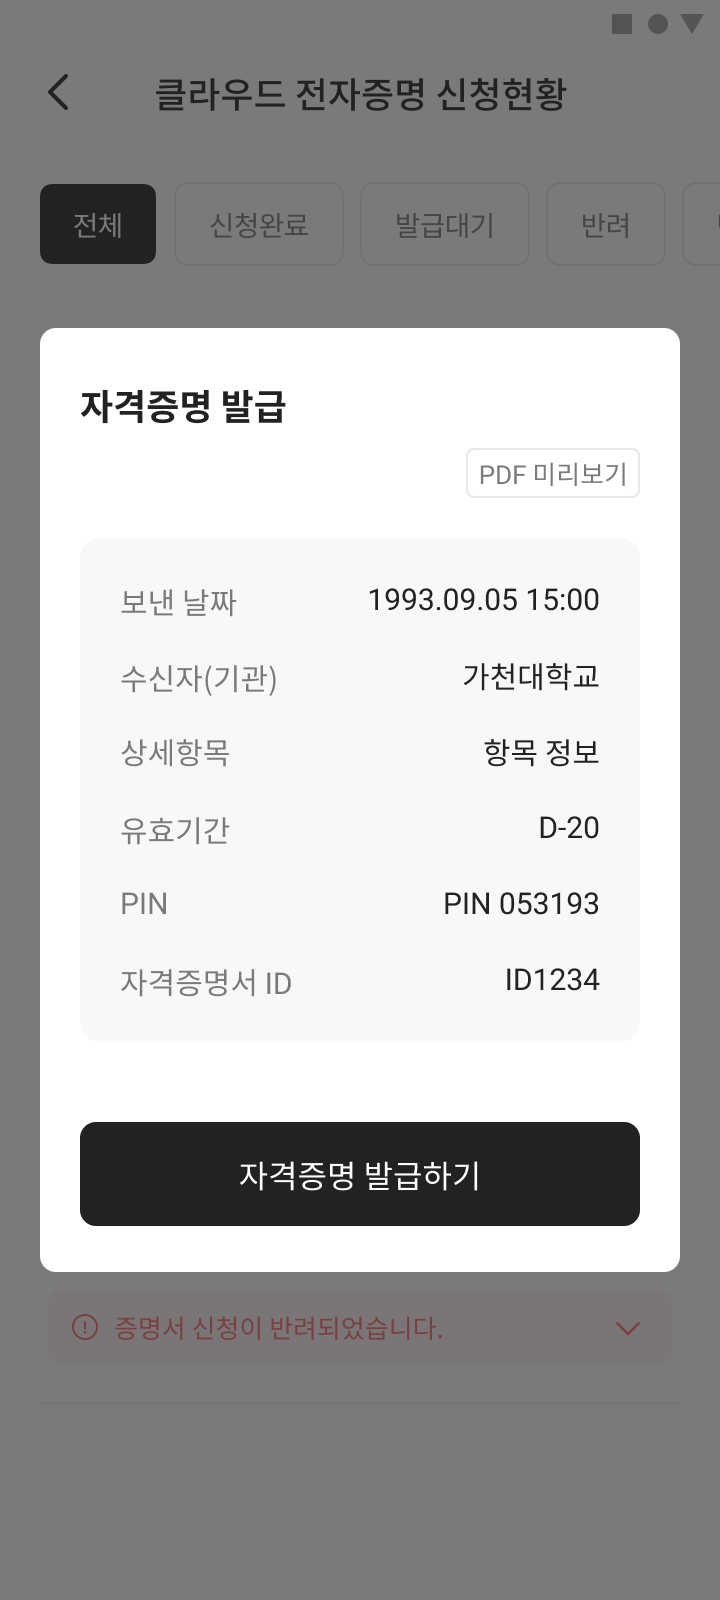 클라우드 전자증명 신청현황
전체
신청완료
발급대기
반려
자격증명 발급
PDF 미리보기
보낸 날짜 1993.09.05 15:00
수신자(기관) 가천대학교
상세항목 항목 정보
유효기간 D-20
PIN PIN 053193
자격증명서 ID ID1234
자격증명 발급하기
증명서 신청이 반려되었습니다.